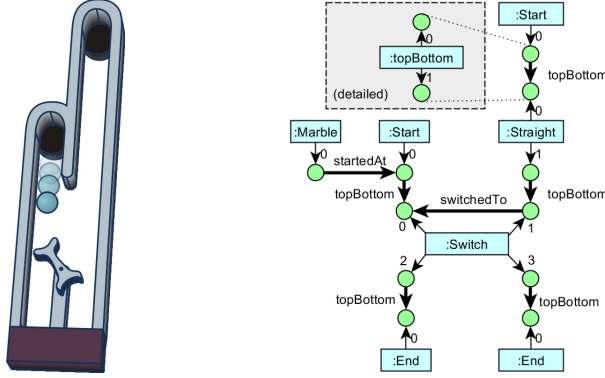 :Start
0
0
:topBottom
topBottom
1
(detailed)
0
:Marble
:Start
:Straight
0
0
1
startedAt
topBottom
topBottom
switchedTo
0
1
:Switch
2
3
topBottom
topBottom
0
0
:End
:End